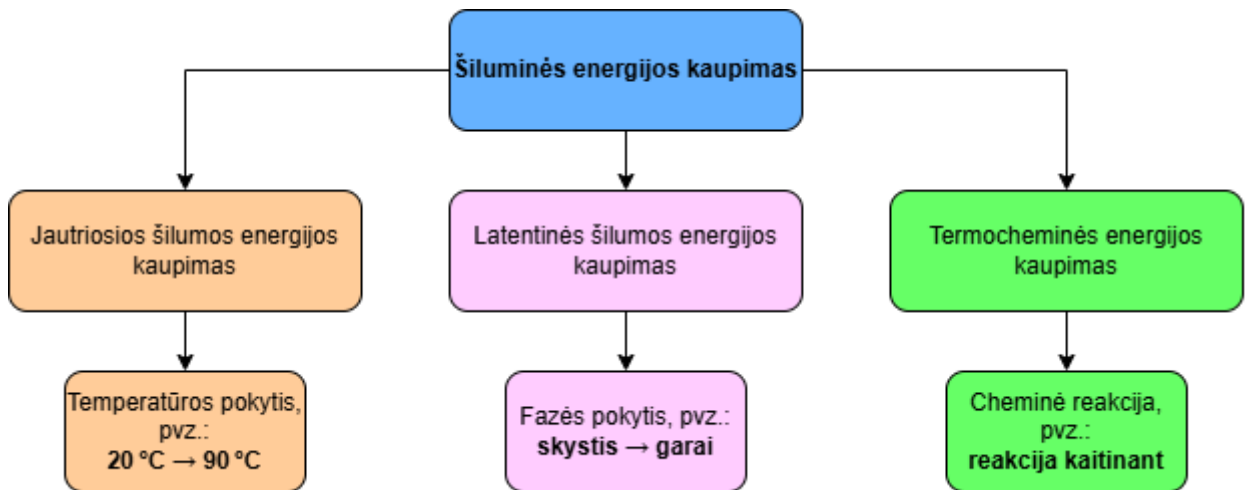 Šiluminės energijos kaupimas
Jautriosios šilumos energijos
kaupimas
Latentinės šilumos energijos
kaupimas
Termocheminės energijos
kaupimas
Temperatūros pokytis,
pvz.:
20 °C → 90 °C
Fazės pokytis, pvz.:
skystis → garai
Cheminė reakcija,
pvz.:
reakcija kaitinant